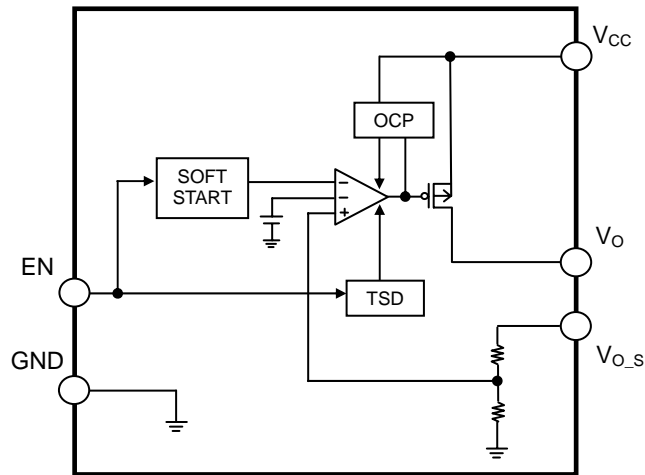 V_CC
OCP
SOFT
START
−
−
+
V_O
EN
TSD
GND
V_O_S